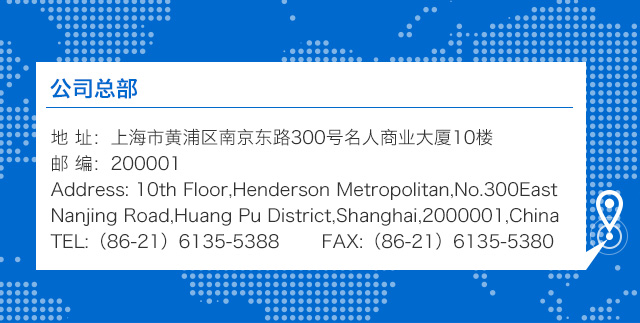 公司总部
地 址：上海市黄浦区南京东路300号名人商业大厦10楼
邮 编：200001
Address: 10th Floor,Henderson Metropolitan,No.300East
Nanjing Road,Huang Pu District,Shanghai,2000001,China
TEL:（86-21）6135-5388 FAX:（86-21）6135-5380